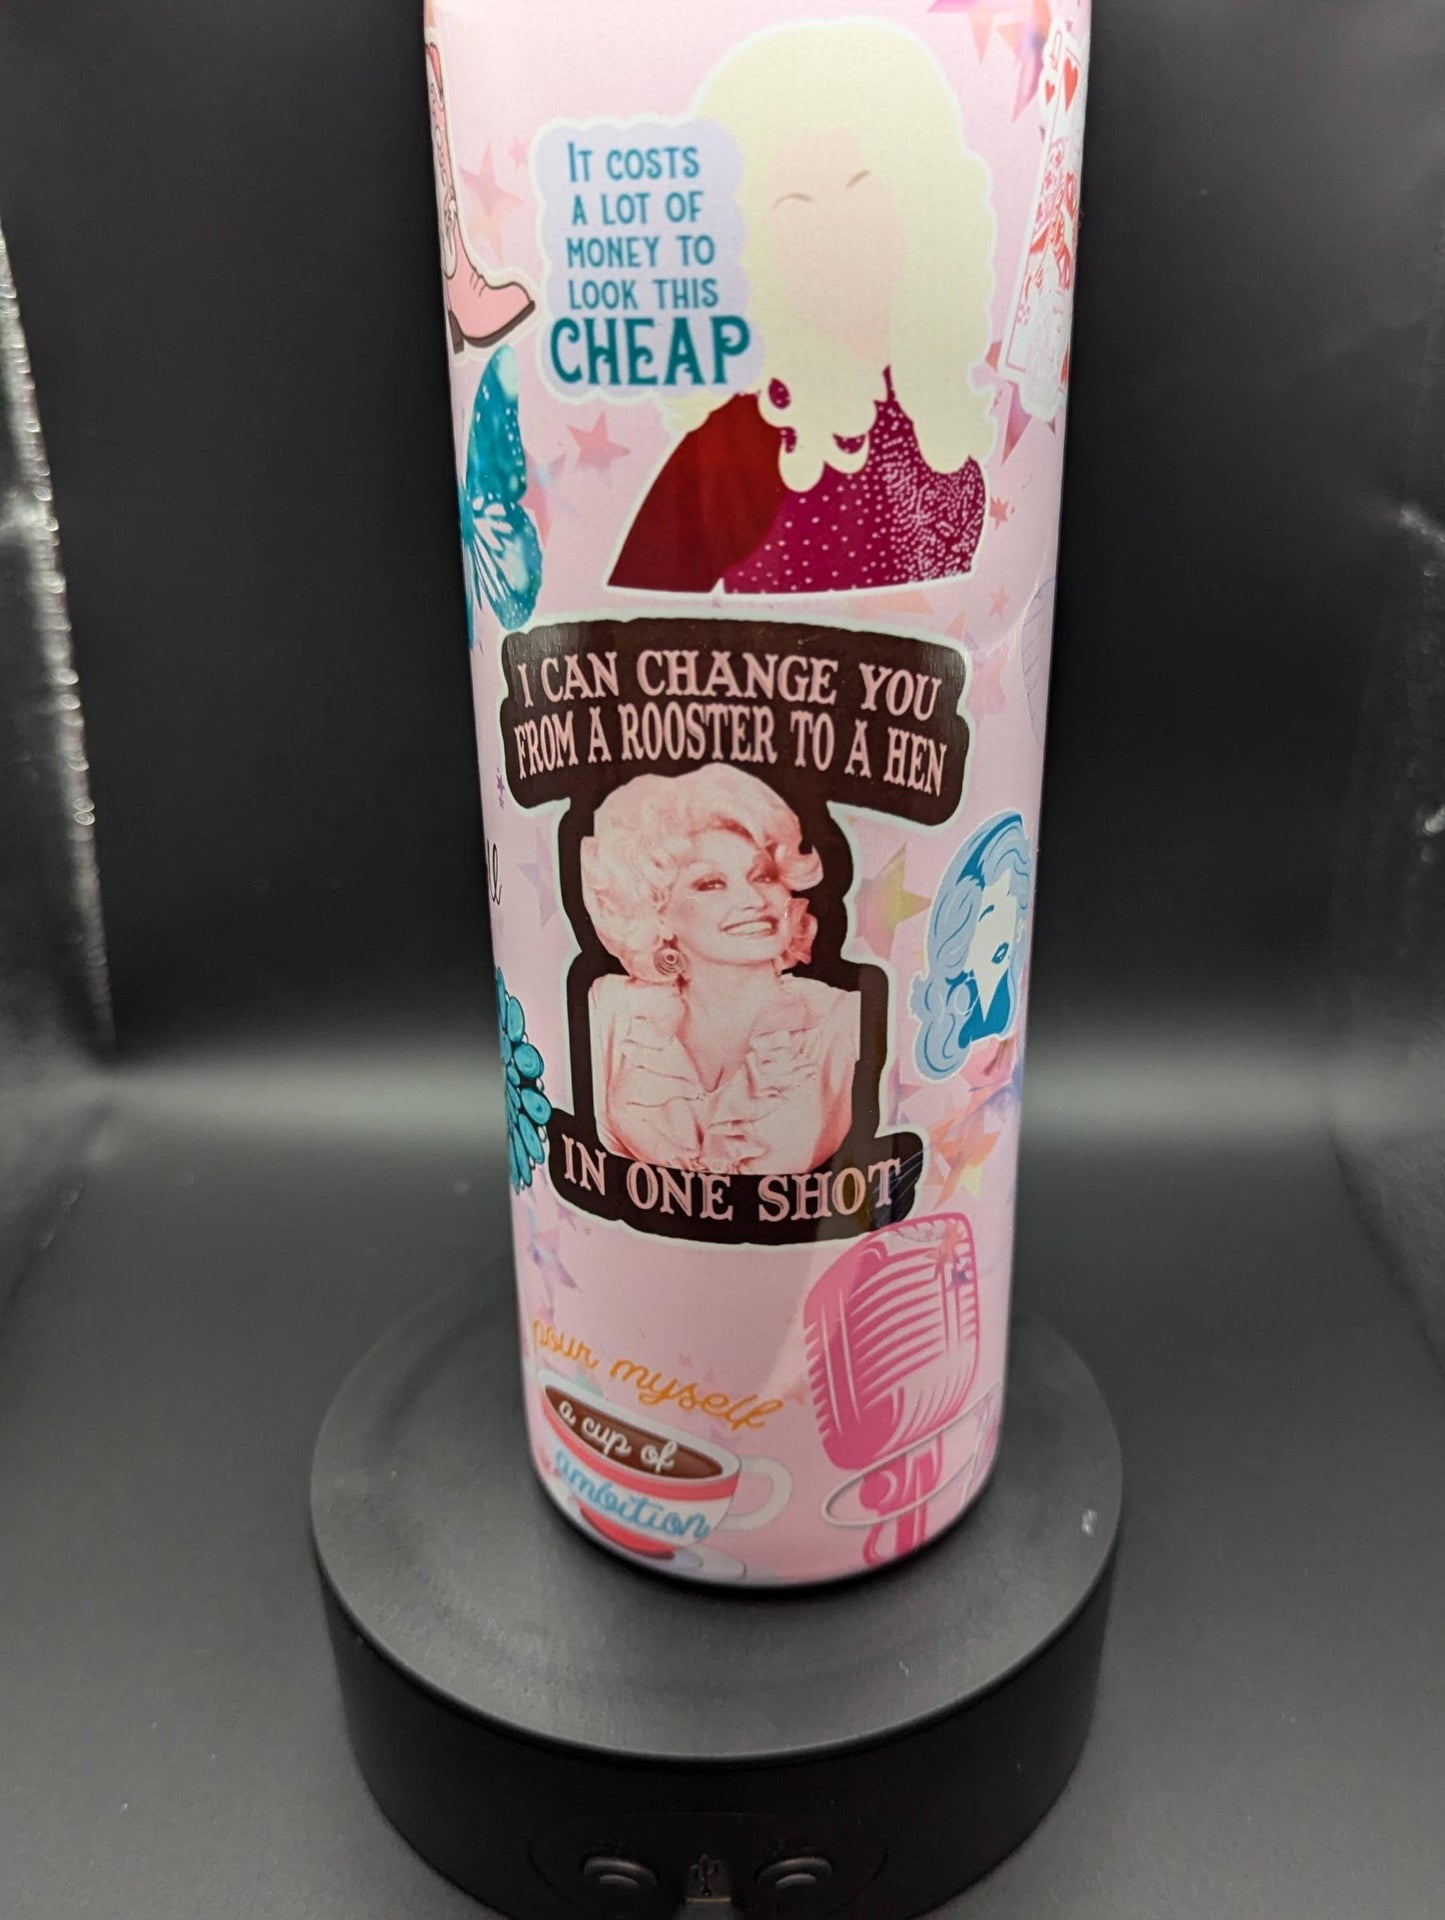 It costs
a lot of
money to
look this
CHEAP
I CAN CHANGE YOU
FROM A ROOSTER TO A HEN
IN ONE SHOT
pour myself
a cup of
ambition